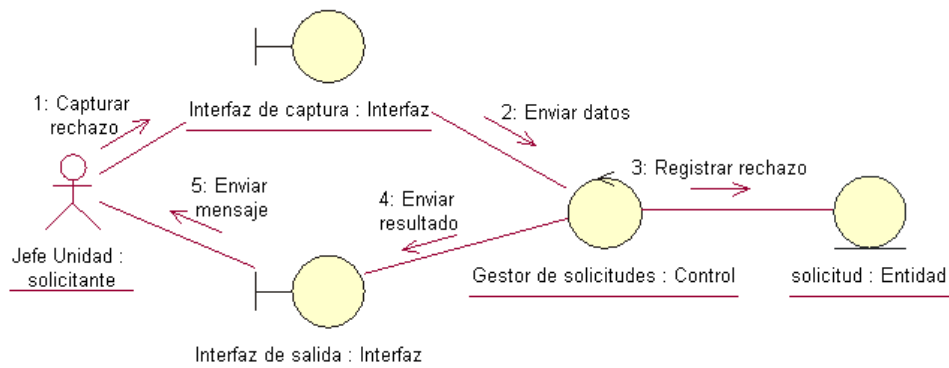 1: Capturar
rechazo
Interfaz de captura : Interfaz
2: Enviar datos
3: Registrar rechazo
5: Enviar
mensaje
4: Enviar
resultado
Jefe Unidad :
solicitante
Gestor de solicitudes : Control
solicitud : Entidad
Interfaz de salida : Interfaz